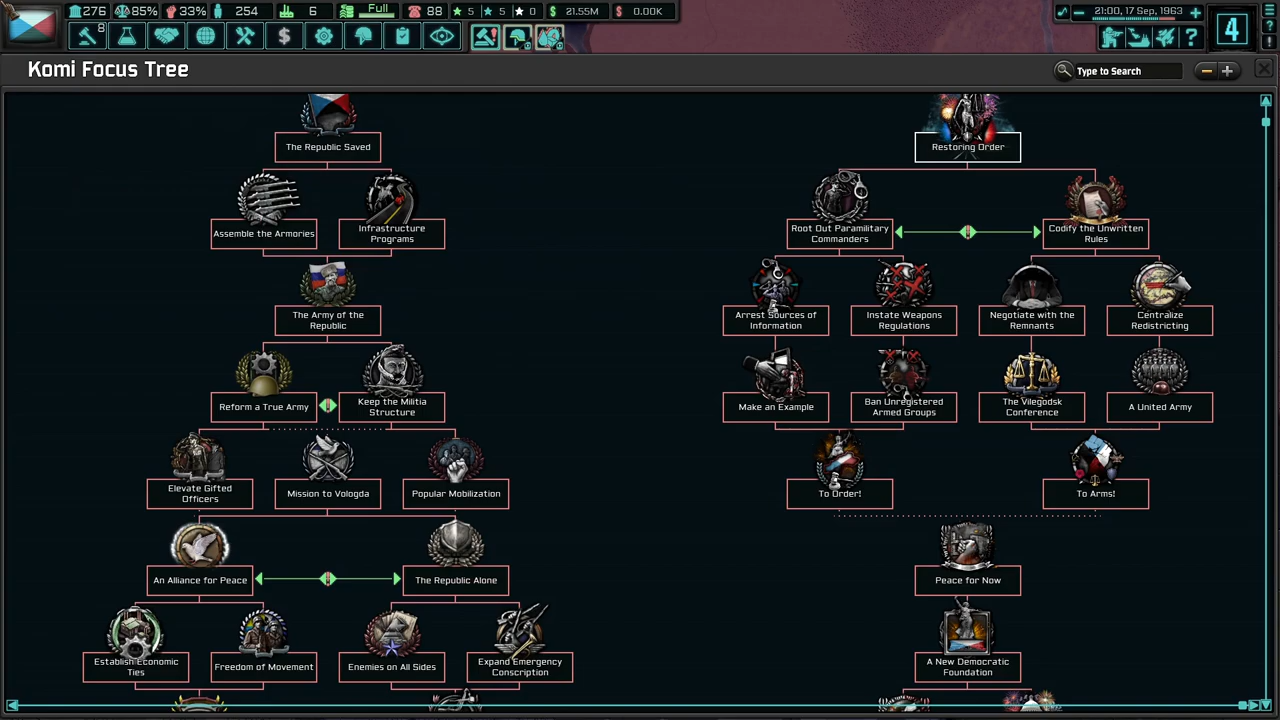 276 85% 33% 254 6 Full 88 5 5 0 21.55M 0.00K 21:00, 17 Sep, 1963 4
8
Komi Focus Tree
Type to Search
The Republic Saved
Restoring Order
Assemble the Armories
Infrastructure
Programs
Root Out Paramilitary
Commanders
Codify the Unwritten
Rules
The Army of the
Republic
Arrest Sources of
Information
Instate Weapons
Regulations
Negotiate with the
Remnants
Centralize
Redistricting
Reform a True Army
Keep the Militia
Structure
Make an Example
Ban Unregistered
Armed Groups
The Vilegodsk
Conference
A United Army
Elevate Gifted
Officers
Mission to Vologda
Popular Mobilization
To Order!
To Arms!
An Alliance for Peace
The Republic Alone
Peace for Now
Establish Economic
Ties
Freedom of Movement
Enemies on All Sides
Expand Emergency
Conscription
A New Democratic
Foundation